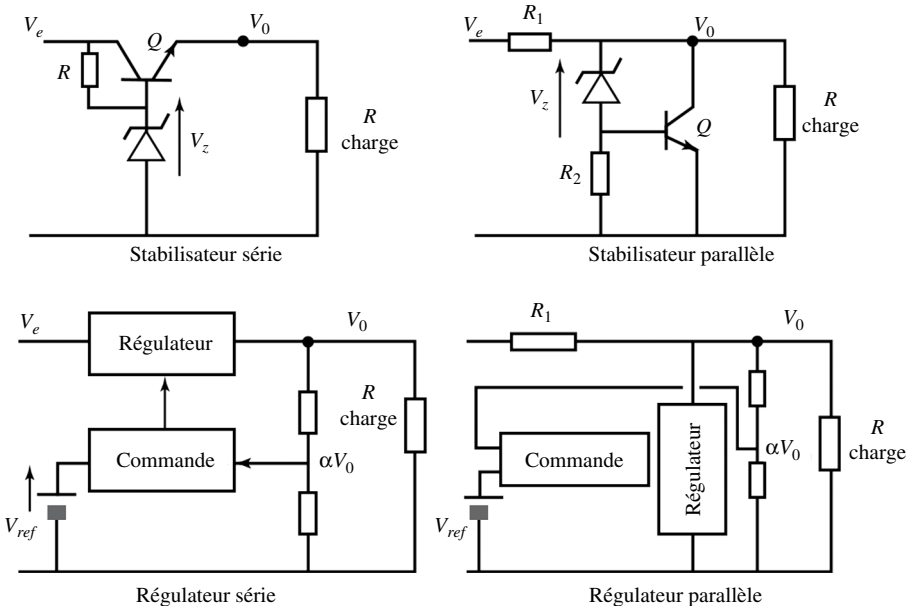 V_e
Q
V_0
R
V_z
R
charge
Stabilisateur série
V_e
R_1
V_0
V_z
Q
R_2
R
charge
Stabilisateur parallèle
V_e
V_0
Régulateur
R
charge
Commande
αV_0
V_ref
Régulateur série
R_1
V_0
Commande
Régulateur
αV_0
R
charge
V_ref
Régulateur parallèle